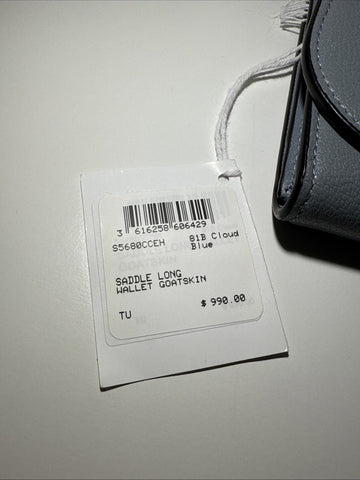 3 616258 606429
S5680CCEH 81B Cloud
Blue
SADDLE LONG
WALLET GOATSKIN
TU $ 990.00